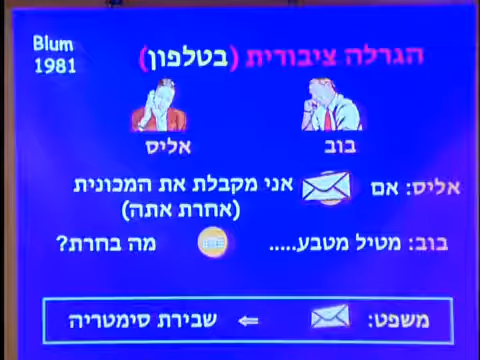 Blum
1981
הגרלה ציבורית (בטלפון)
אליס
בוב
אליס: אם אני מקבלת את המכונית
(אחרת אתה)
בוב: מטיל מטבע..... מה בחרת?
משפט: ⇐ שבירת סימטריה